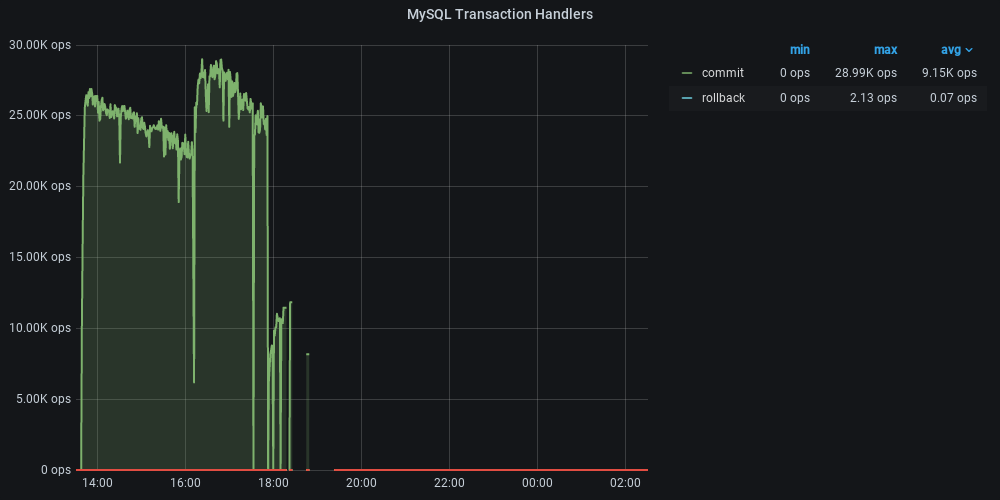 MySQL Transaction Handlers
30.00K ops
25.00K ops
20.00K ops
15.00K ops
10.00K ops
5.00K ops
0 ops
14:00 16:00 18:00 20:00 22:00 00:00 02:00
min max avg
commit 0 ops 28.99K ops 9.15K ops
rollback 0 ops 2.13 ops 0.07 ops